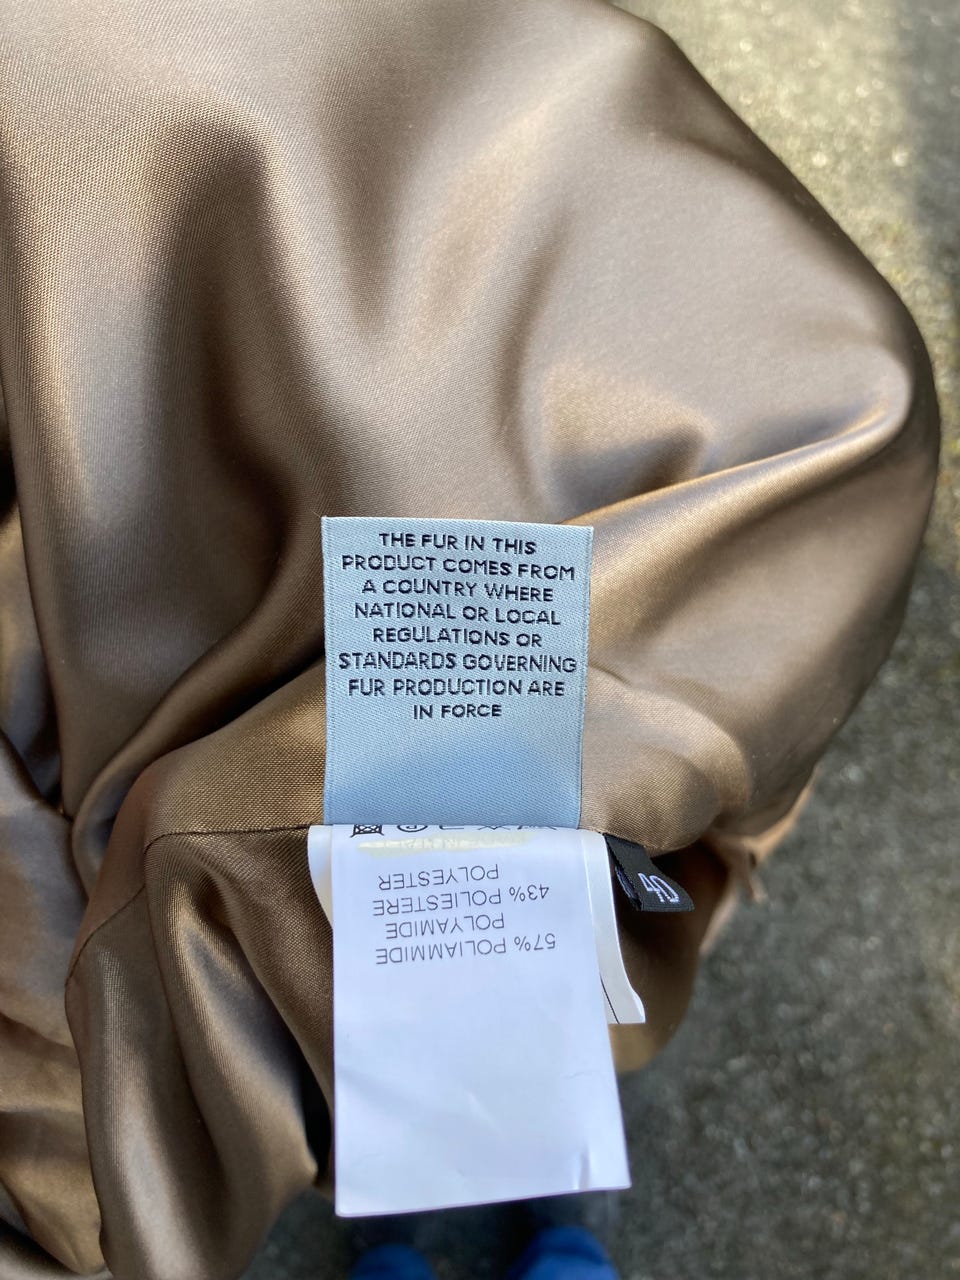 THE FUR IN THIS
PRODUCT COMES FROM
A COUNTRY WHERE
NATIONAL OR LOCAL
REGULATIONS OR
STANDARDS GOVERNING
FUR PRODUCTION ARE
IN FORCE
57% POLIAMMIDE
POLYAMIDE
43% POLIESTERE
POLYESTER
40